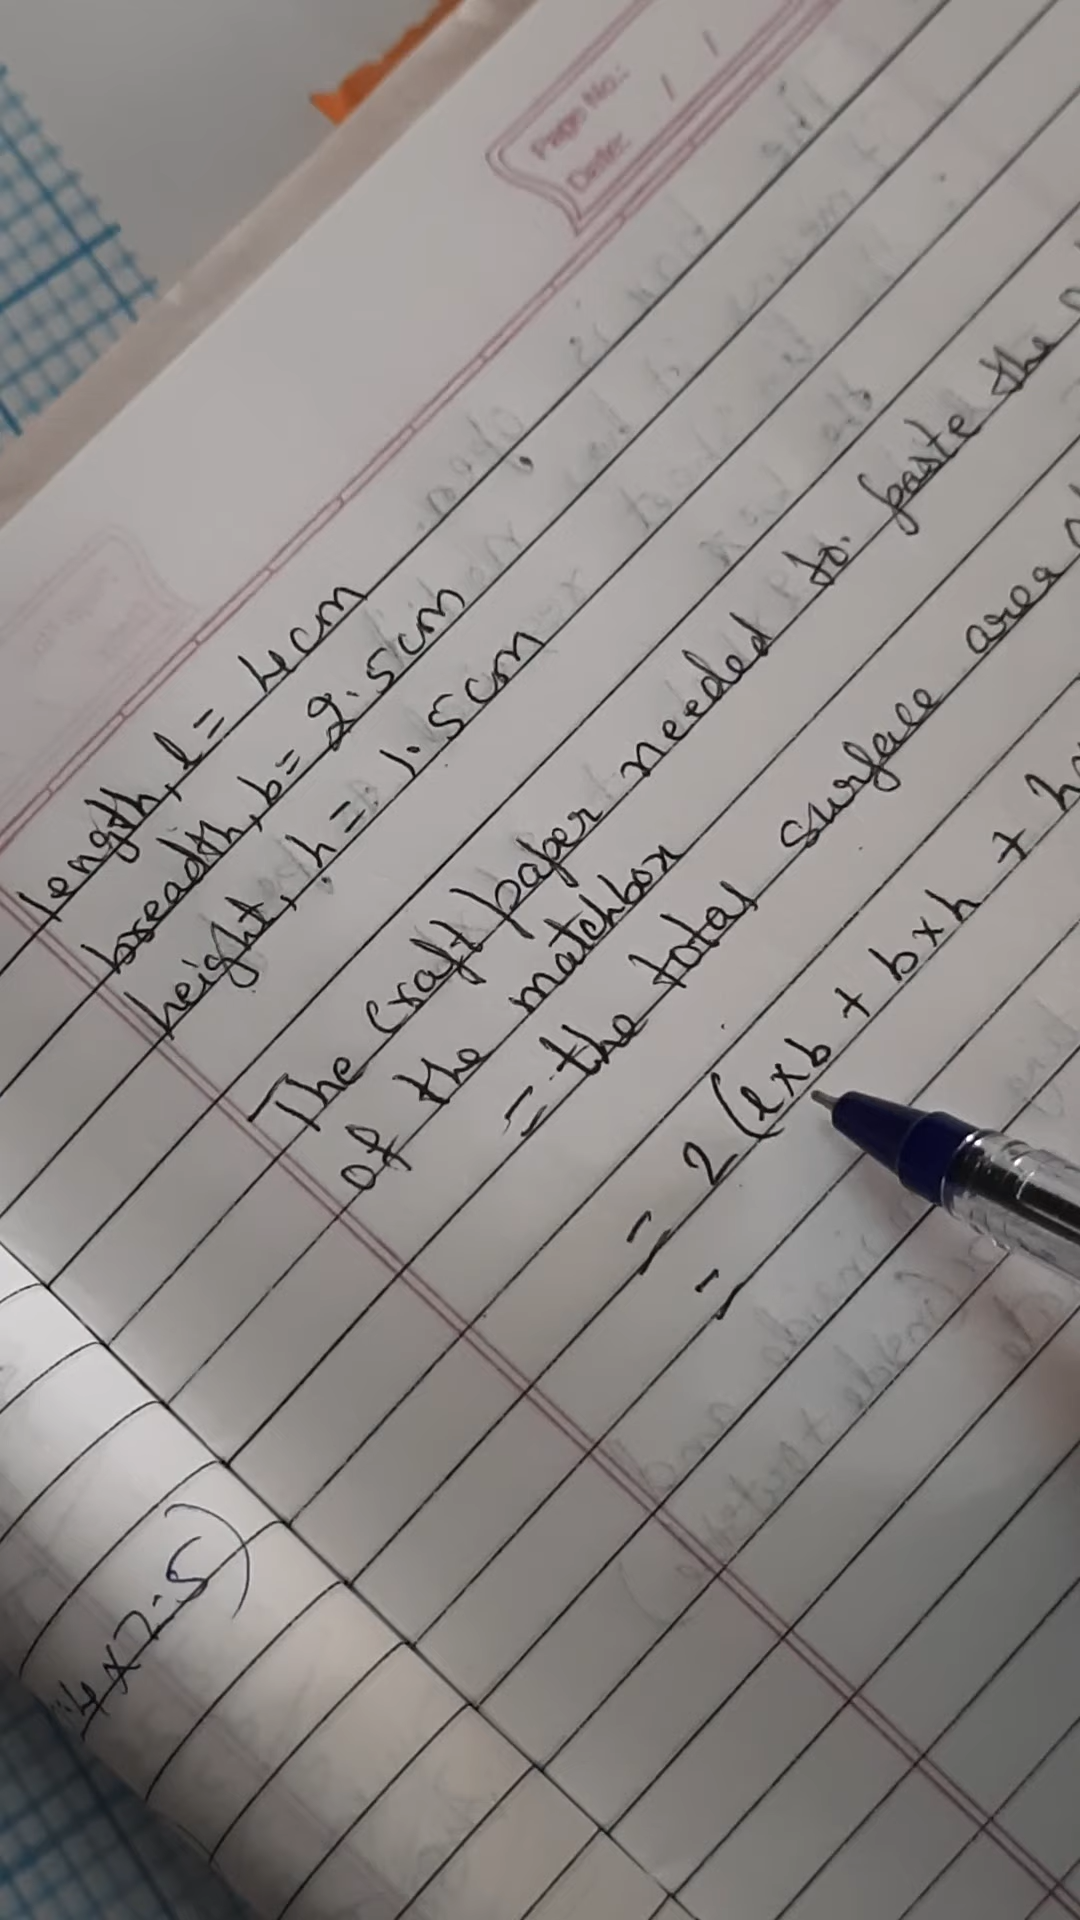 Page No.:
Date: / /
length, l = 4cm
breadth, b = 2.5cm
height, h = 1.5cm
The craft paper needed to paste the
of the matchbox
= the total surface area
= 2 (l×b + b×h + h
=
4×2.5)